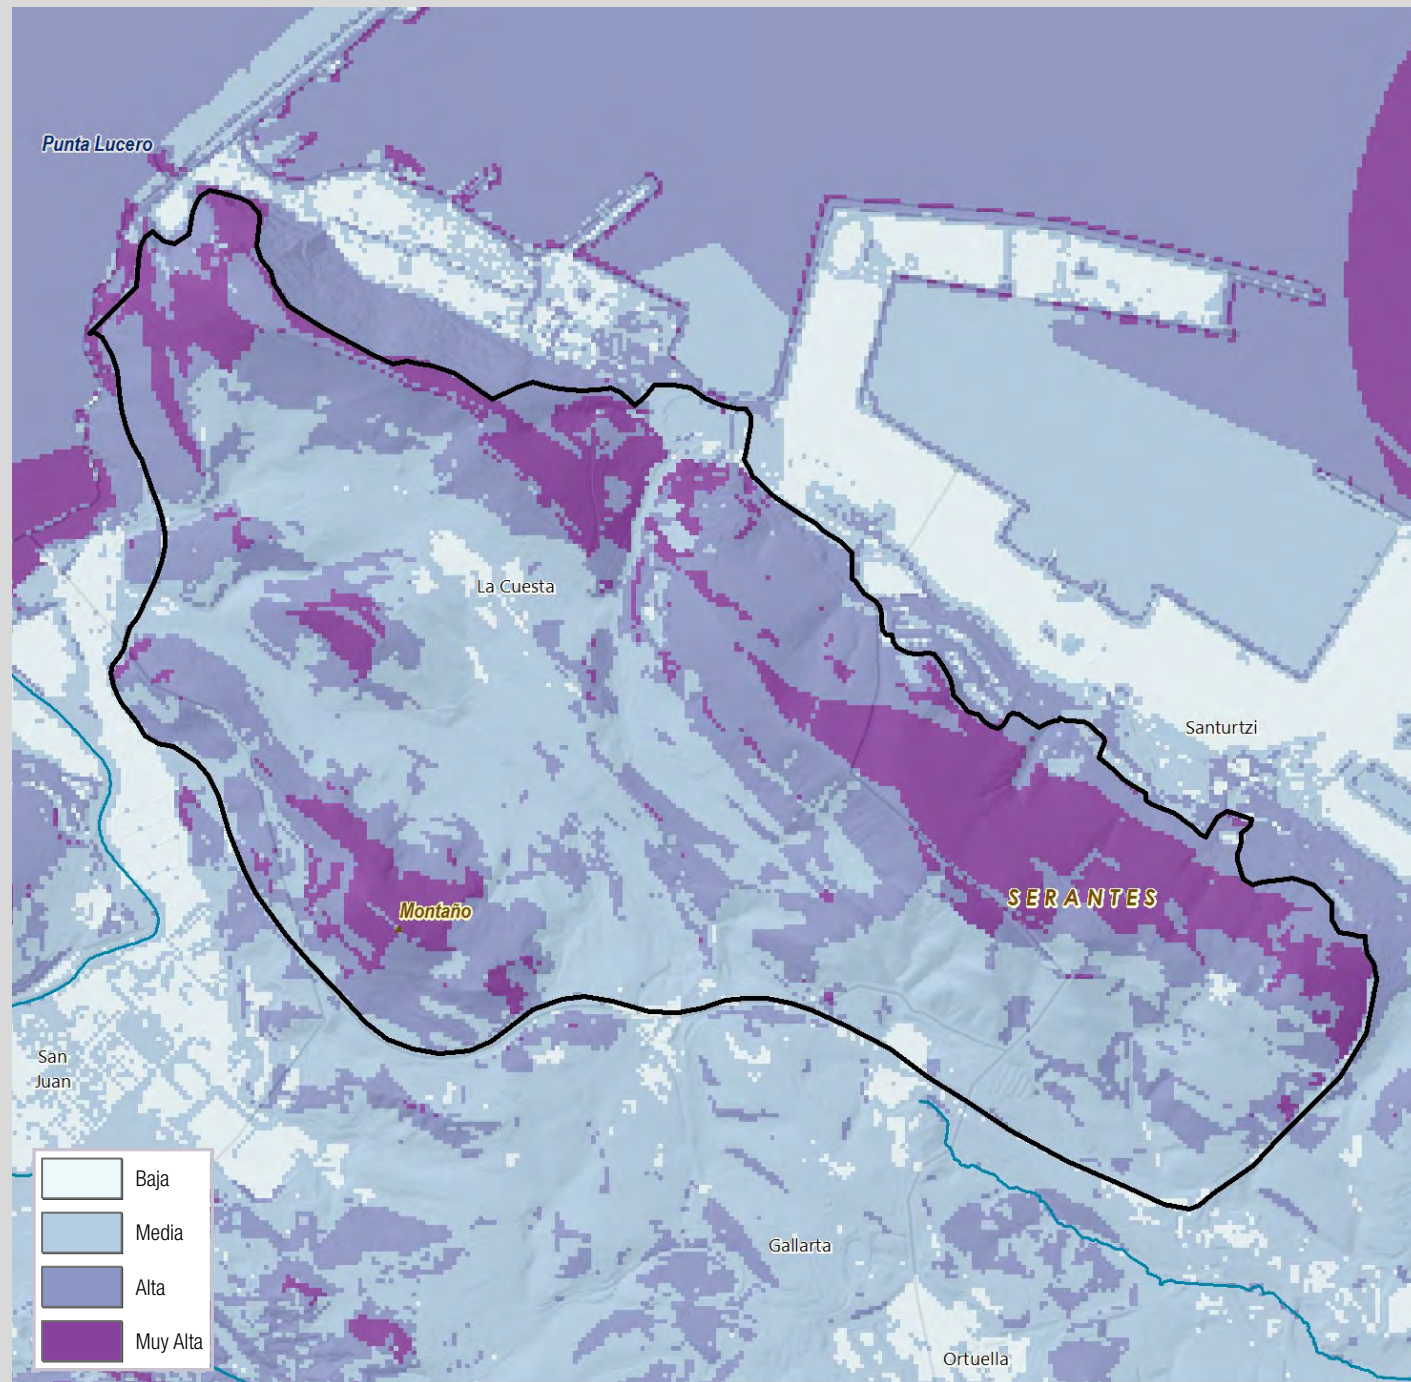 Punta Lucero
La Cuesta
Santurtzi
SERANTES
Montaño
San
Juan
Baja
Media
Alta
Muy Alta
Gallarta
Ortuella